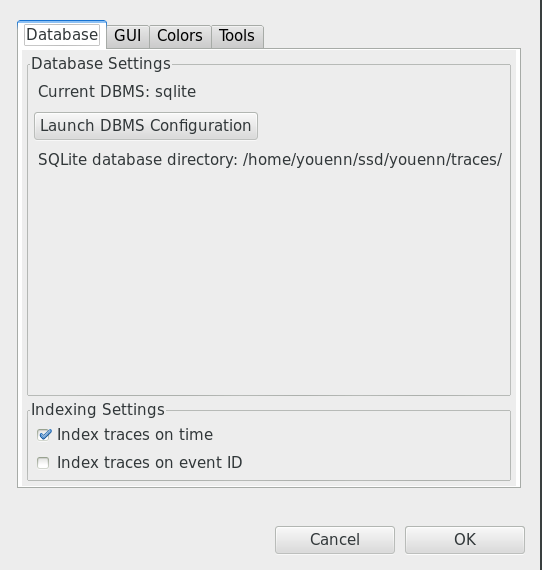 Database GUI Colors Tools
Database Settings
Current DBMS: sqlite
Launch DBMS Configuration
SQLite database directory: /home/youenn/ssd/youenn/traces/
Indexing Settings
Index traces on time
Index traces on event ID
Cancel OK